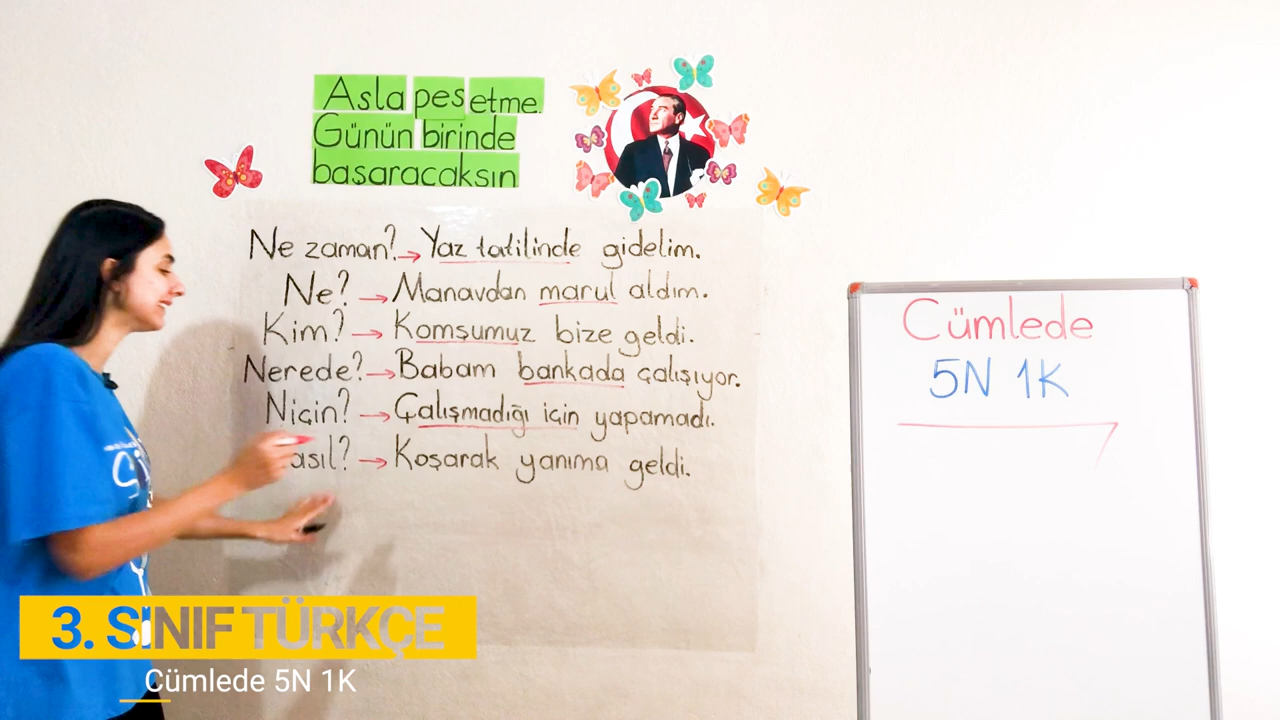 Asla pes etme.
Günün birinde
başaracaksın
Ne zaman? → Yaz tatilinde gidelim.
Ne? → Manavdan marul aldım.
Kim? → Komşumuz bize geldi.
Nerede? → Babam bankada çalışıyor.
Niçin? → Çalışmadığı için yapamadı.
asıl? → Koşarak yanıma geldi.
Cümlede
5N 1K
3. SINIF TÜRKÇE
Cümlede 5N 1K